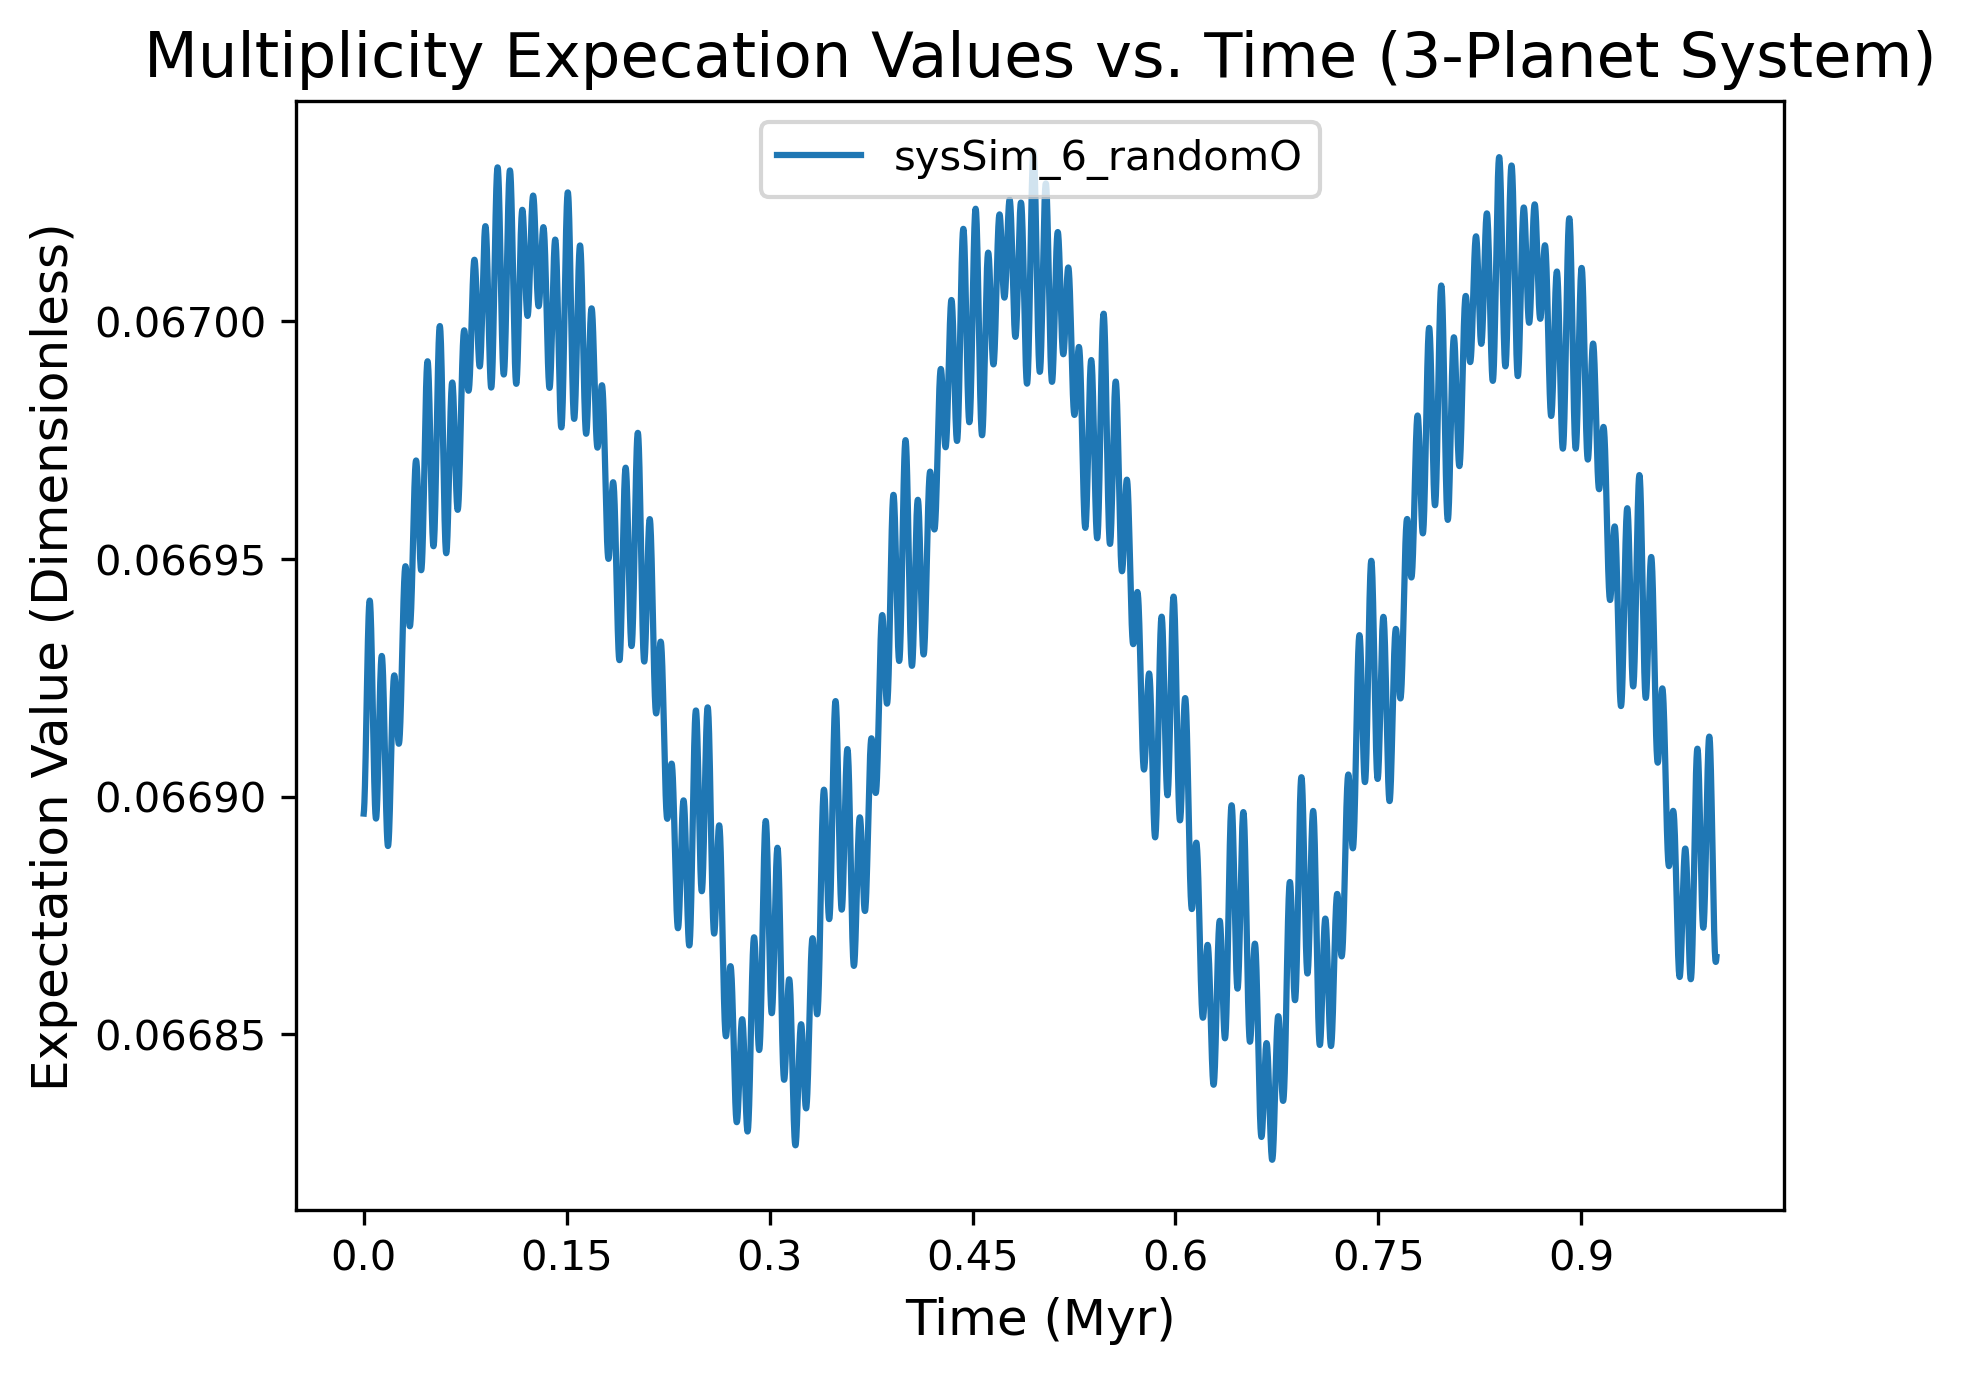 Multiplicity Expecation Values vs. Time (3-Planet System)
sysSim_6_randomO
Expectation Value (Dimensionless)
0.06700
0.06695
0.06690
0.06685
0.0 0.15 0.3 0.45 0.6 0.75 0.9
Time (Myr)